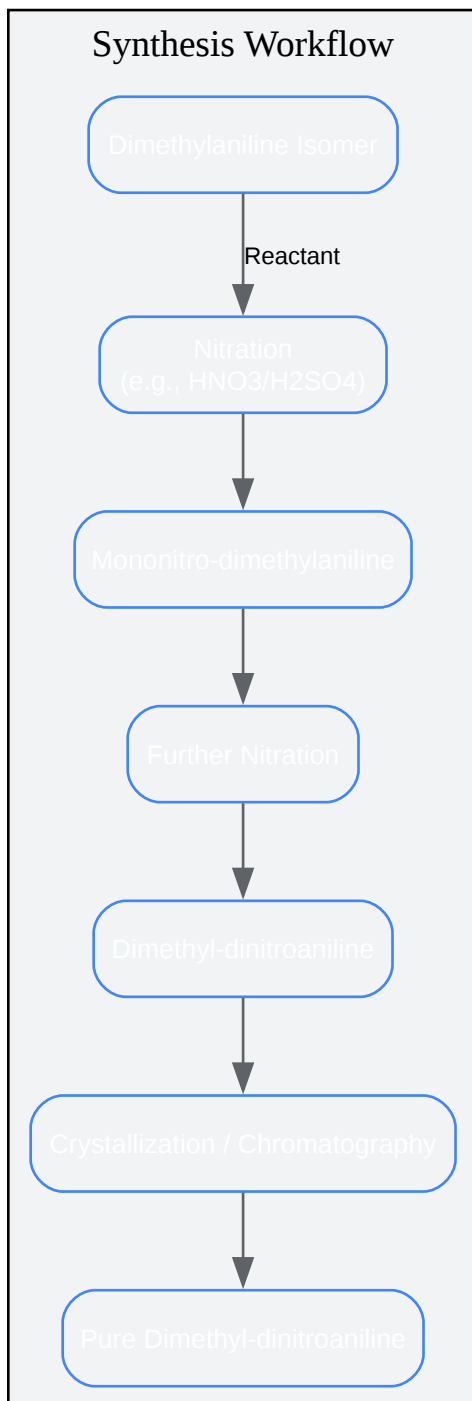 Synthesis Workflow
Dimethylaniline Isomer
Reactant
Nitration
(e.g., HNO3/H2SO4)
Mononitro-dimethylaniline
Further Nitration
Dimethyl-dinitroaniline
Crystallization / Chromatography
Pure Dimethyl-dinitroaniline